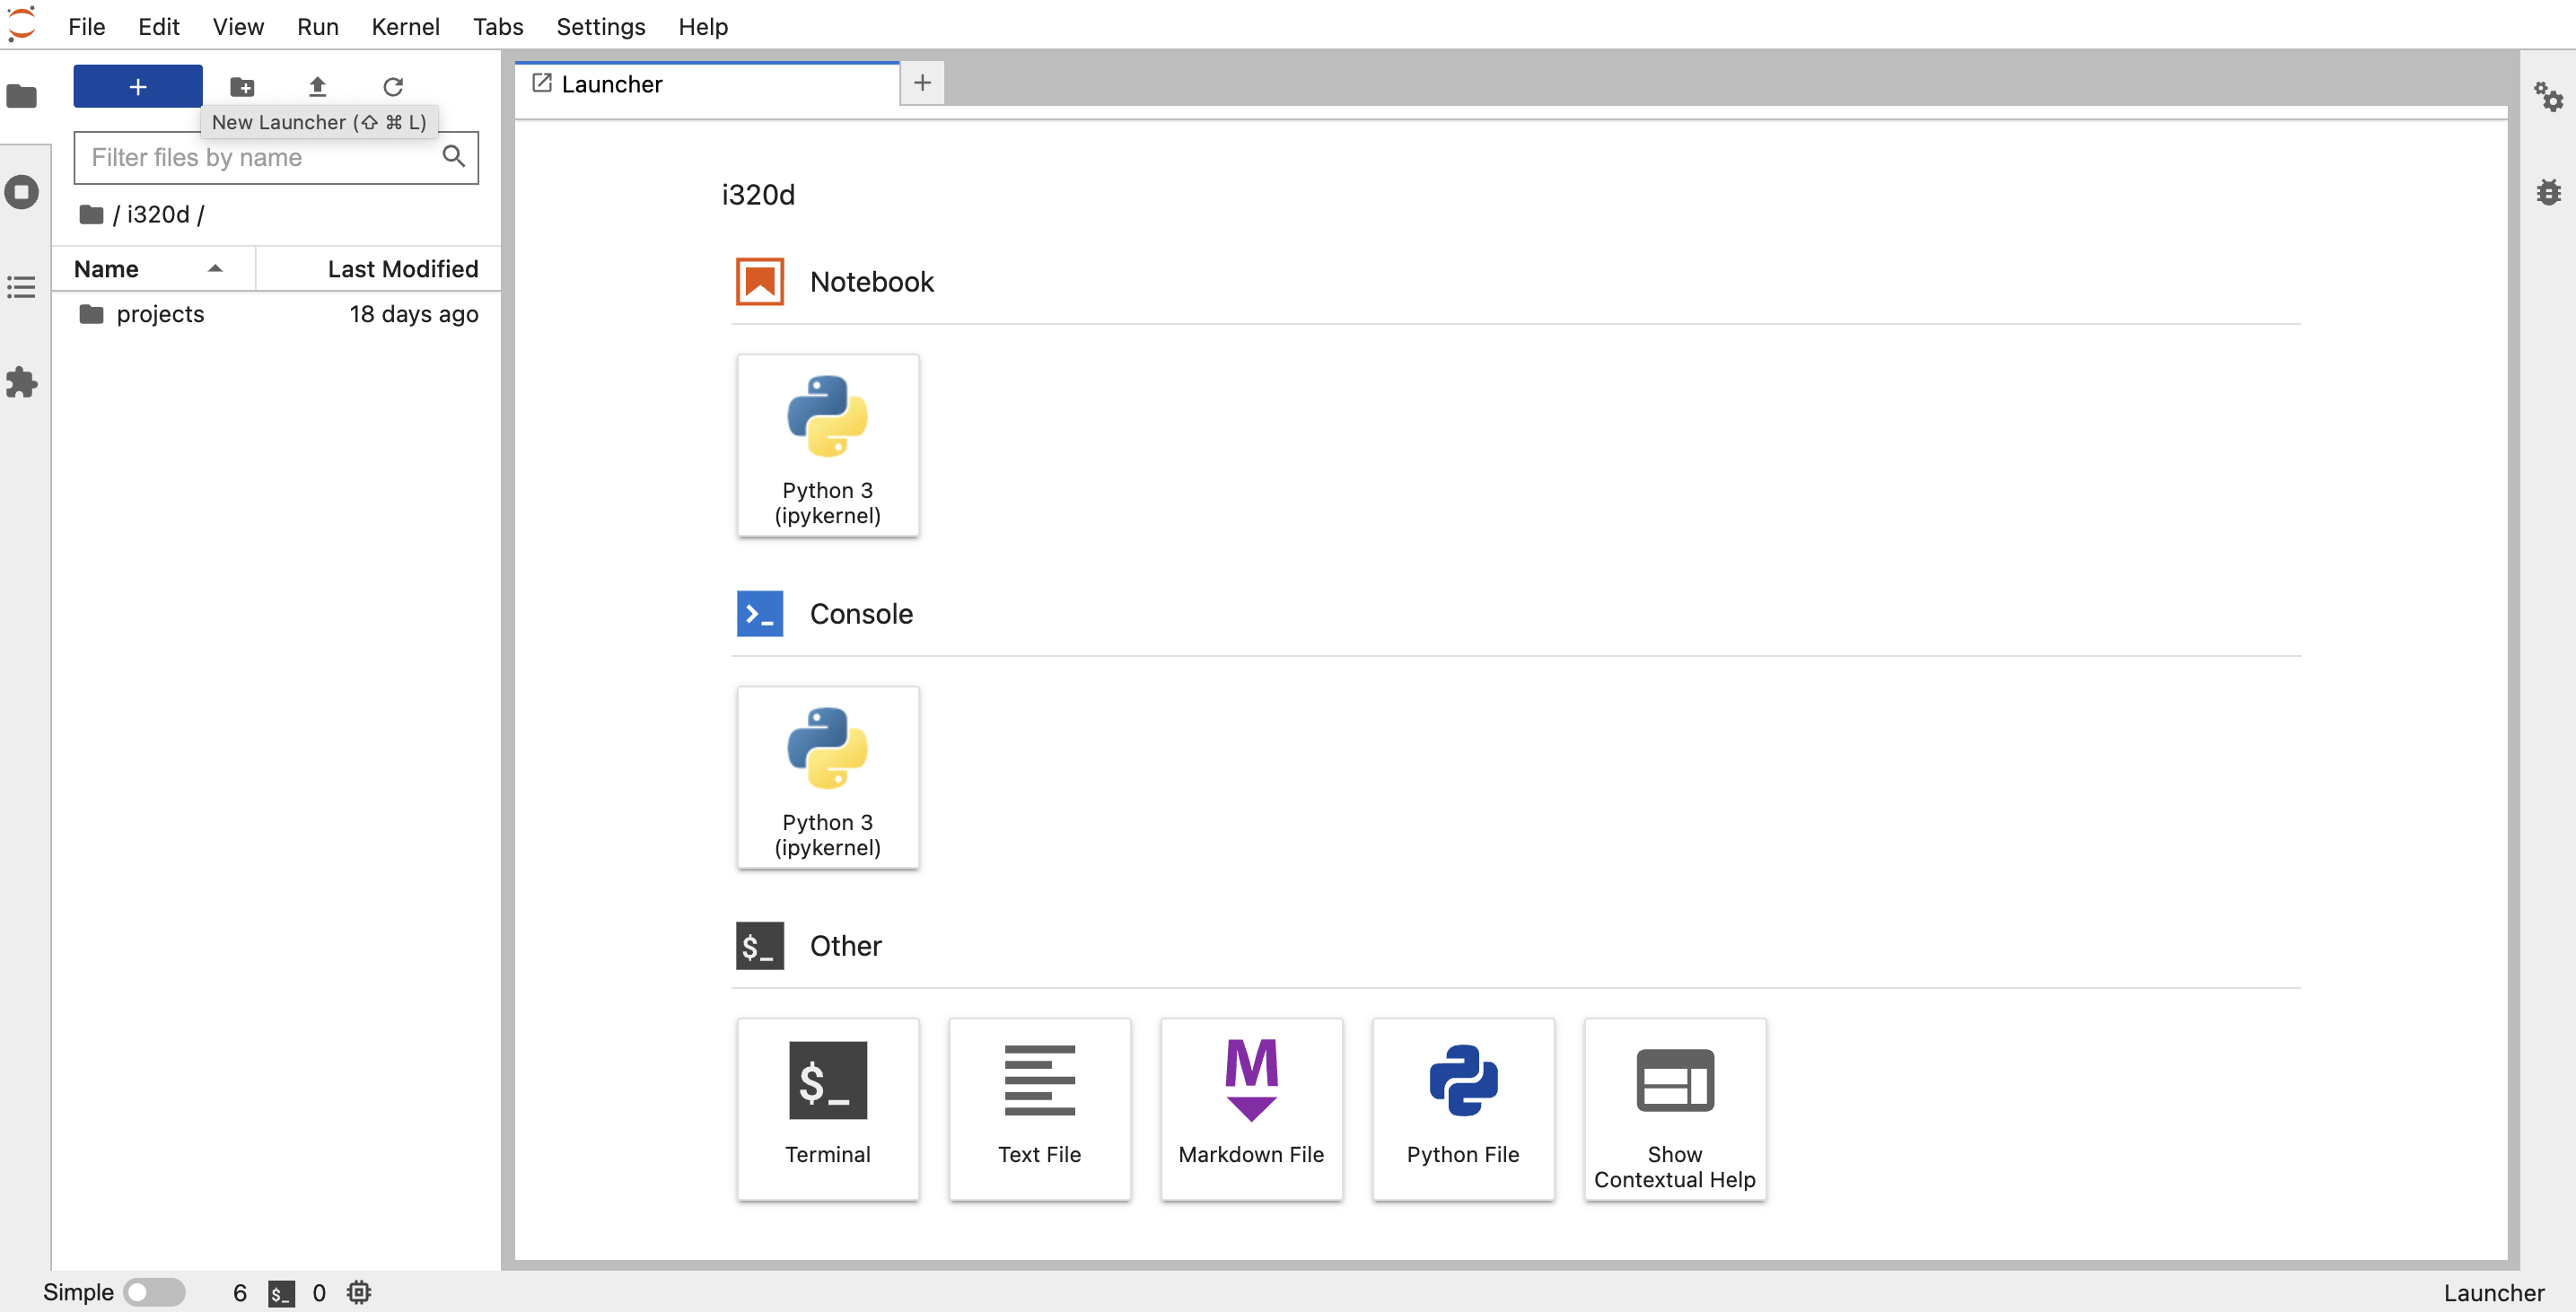 File Edit View Run Kernel Tabs Settings Help
+
New Launcher (⇧ ⌘ L)
Filter files by name
/ i320d /
Name Last Modified
projects 18 days ago
Launcher +
i320d
Notebook
Python 3
(ipykernel)
>_ Console
Python 3
(ipykernel)
$_ Other
$_
Terminal
Text File
M
Markdown File
Python File
Show
Contextual Help
Simple 6 $_ 0 Launcher